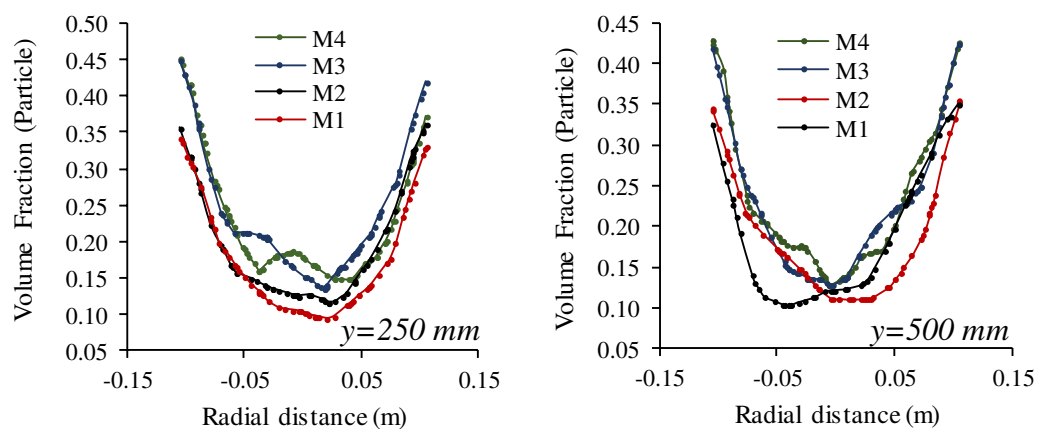 Volume Fraction (Particle)
0.50
0.45
0.40
0.35
0.30
0.25
0.20
0.15
0.10
0.05
M4
M3
M2
M1
y=250 mm
-0.15
-0.05
0.05
0.15
Radial distance (m)
Volume Fraction (Particle)
0.45
0.40
0.35
0.30
0.25
0.20
0.15
0.10
0.05
M4
M3
M2
M1
y=500 mm
-0.15
-0.05
0.05
0.15
Radial distance (m)